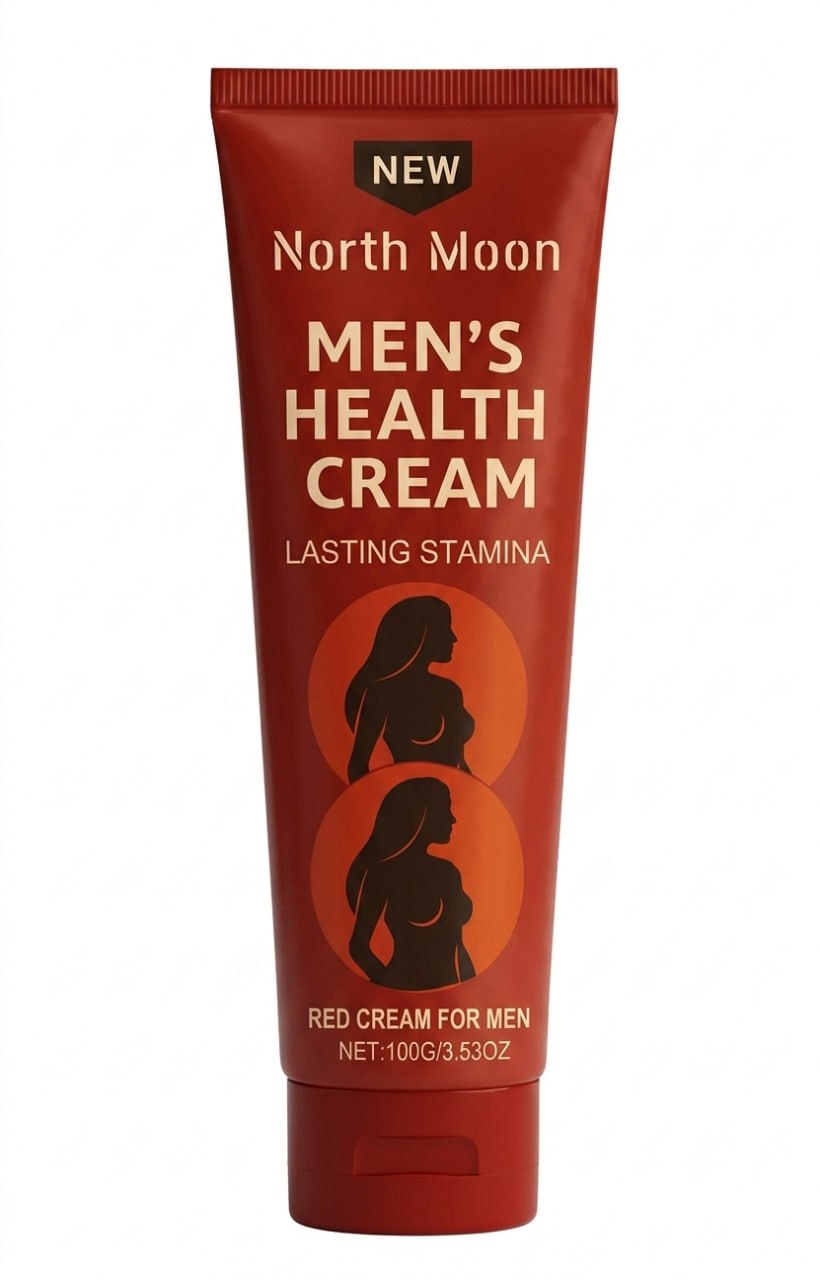 NEW
North Moon
MEN'S
HEALTH
CREAM
LASTING STAMINA
RED CREAM FOR MEN
NET:100G/3.53OZ